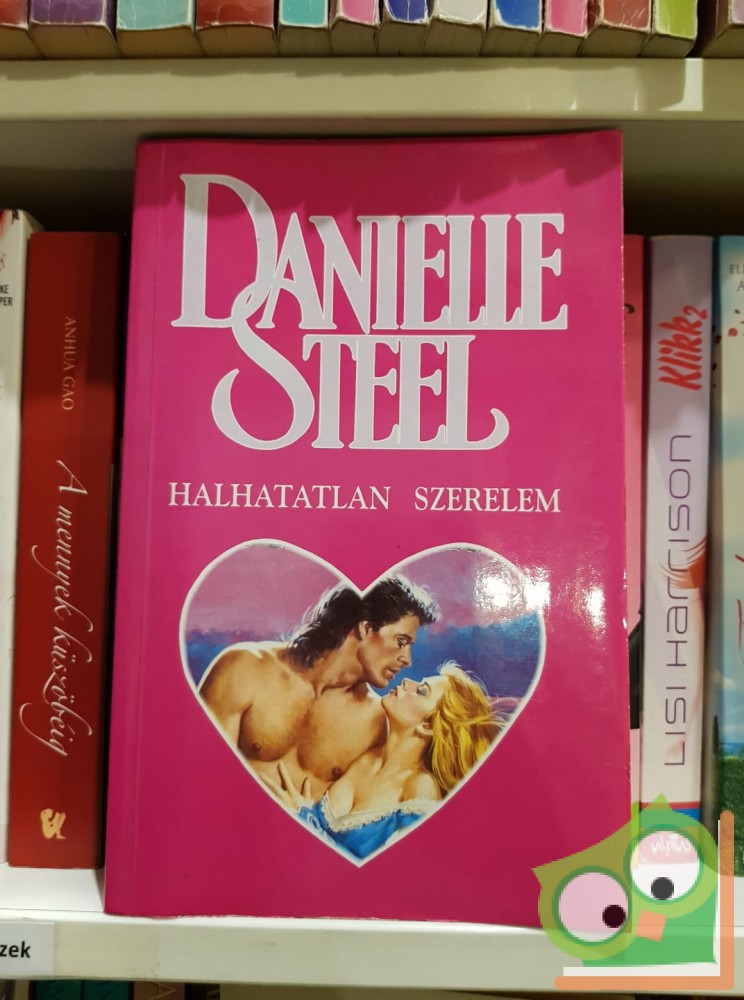 DANIELLE
STEEL
HALHATATLAN SZERELEM
ANHUA GAO
A mennyek küszöbéig
LISI HARRISON
Klikk2
zek